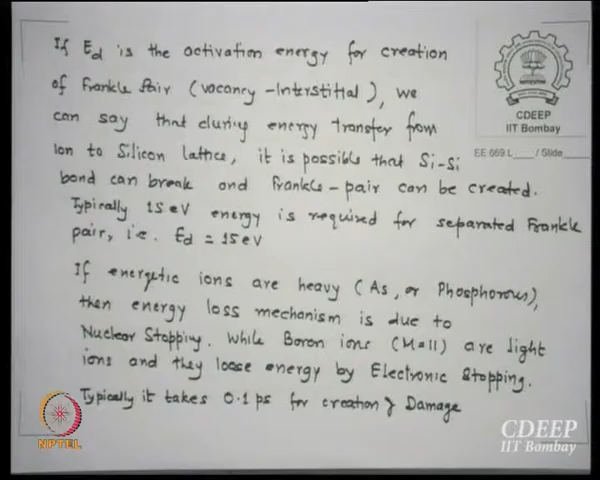 If Ed is the activation energy for creation
of Frankle Pair (Vacancy - Interstitial), we
can say that during energy transfer from
Ion to Silicon lattice, it is possible that Si-Si
bond can break and Frankle-pair can be created.
Typically 15eV energy is required for separated Frankle
pair, i.e. Ed = 15eV
If energetic ions are heavy (As, or Phosphorous),
then energy loss mechanism is due to
Nuclear Stopping. While Boron ions (M=11) are light
ions and they loose energy by Electronic Stopping.
Typically it takes 0.1 ps for creation of Damage
CDEEP
IIT Bombay
EE 669 L___ / Slide___
NPTEL
CDEEP
IIT Bombay